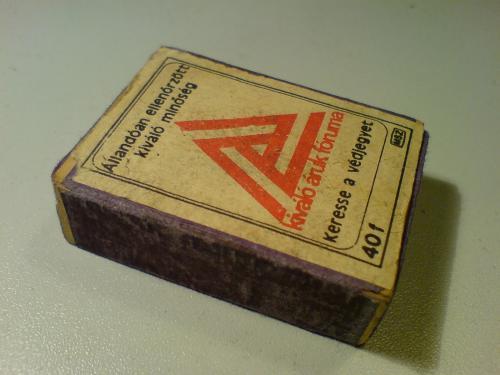 Állandóan ellenőrzött
kiváló minőség
kiváló áruk fóruma
Keresse a védjegyet
MSZ
40 f